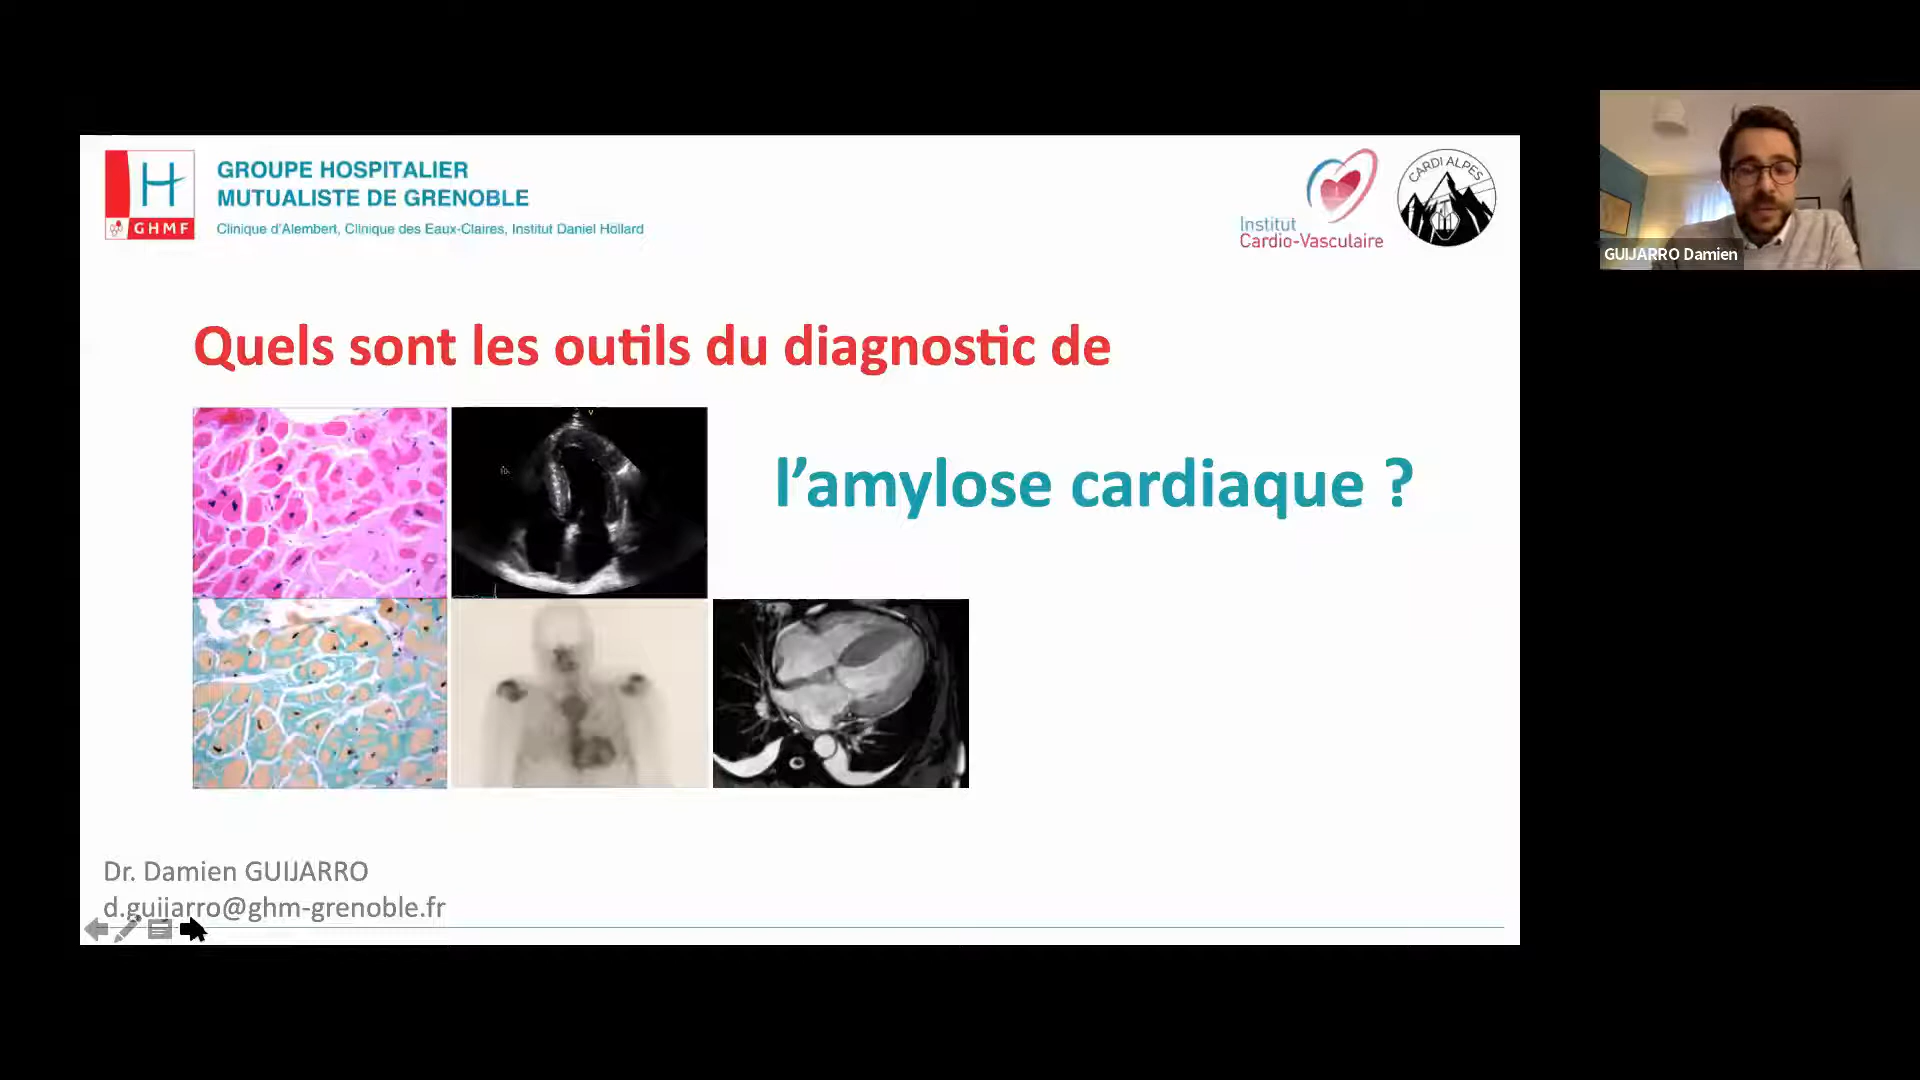 GROUPE HOSPITALIER
MUTUALISTE DE GRENOBLE
Clinique d'Alembert, Clinique des Eaux-Claires, Institut Daniel Hollard
H
GHMF
Institut
Cardio-Vasculaire
CARDI ALPES
GUIJARRO Damien
Quels sont les outils du diagnostic de
l'amylose cardiaque ?
V
Dr. Damien GUIJARRO
d.guijarro@ghm-grenoble.fr